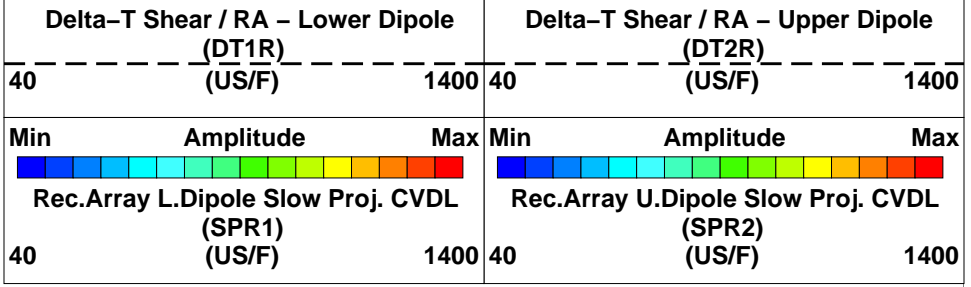 Delta–T Shear / RA – Lower Dipole
(DT1R)
40 (US/F) 1400
Min Amplitude Max
Rec.Array L.Dipole Slow Proj. CVDL
(SPR1)
40 (US/F) 1400
Delta–T Shear / RA – Upper Dipole
(DT2R)
40 (US/F) 1400
Min Amplitude Max
Rec.Array U.Dipole Slow Proj. CVDL
(SPR2)
40 (US/F) 1400